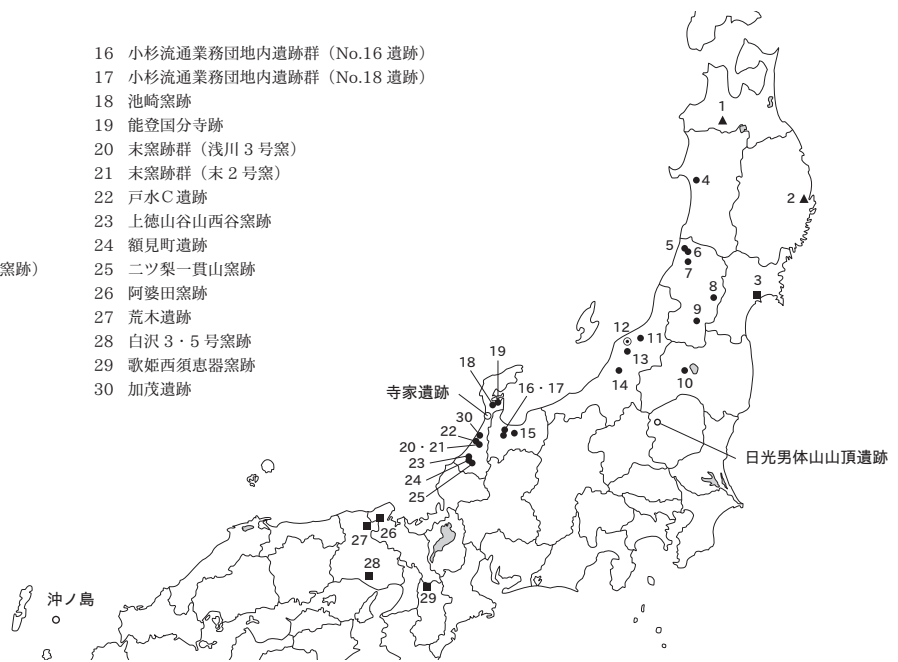 16 小杉流通業務団地内遺跡群（No.16 遺跡）
17 小杉流通業務団地内遺跡群（No.18 遺跡）
18 池崎窯跡
19 能登国分寺跡
20 末窯跡群（浅川 3 号窯）
21 末窯跡群（末 2 号窯）
22 戸水Ｃ遺跡
23 上徳山谷山西谷窯跡
24 額見町遺跡
窯跡）
25 二ツ梨一貫山窯跡
26 阿婆田窯跡
27 荒木遺跡
28 白沢 3・5 号窯跡
29 歌姫西須恵器窯跡
30 加茂遺跡
1
4
2
5
6
7
8
3
9
12
11
13
14
10
19
18
16・17
寺家遺跡
30
22
15
20・21
23
24
25
日光男体山山頂遺跡
26
27
28
29
沖ノ島